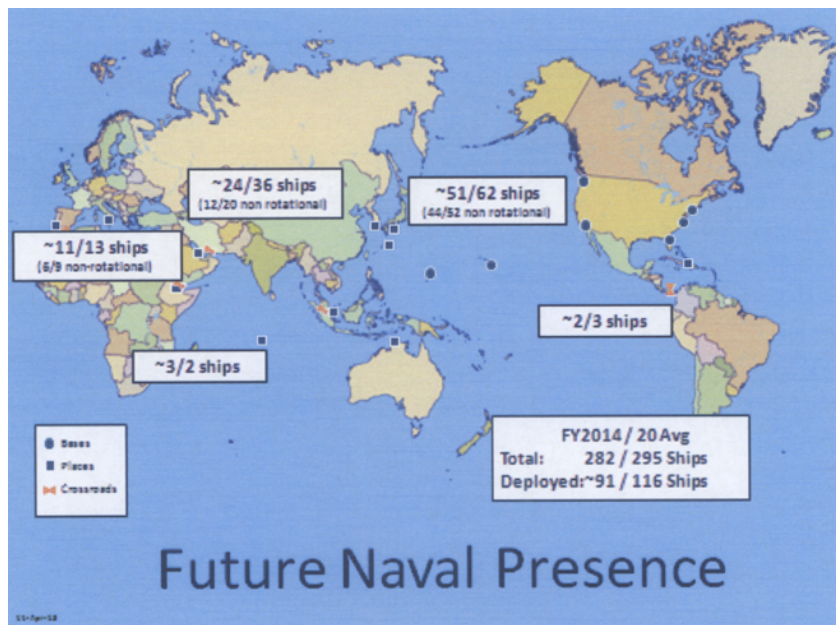 ~24/36 ships
(12/20 non rotational)
~51/62 ships
(44/52 non rotational)
~11/13 ships
(6/9 non-rotational)
~2/3 ships
~3/2 ships
FY2014 / 20 Avg
Total: 282 / 295 Ships
Deployed:~91 / 116 Ships
Bases
Places
Crossroads
Future Naval Presence